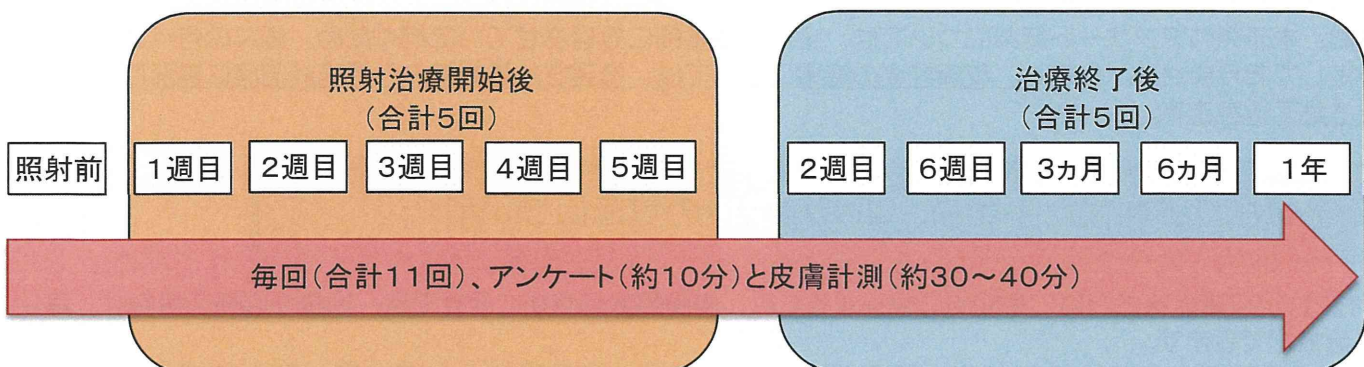 照射治療開始後
(合計5回)
治療終了後
(合計5回)
照射前
1週目
2週目
3週目
4週目
5週目
2週目
6週目
3ヵ月
6ヵ月
1年
毎回(合計11回)、アンケート(約10分)と皮膚計測(約30～40分)